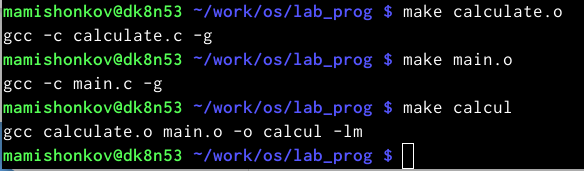 mamishonkov@dk8n53 ~/work/os/lab_prog $ make calculate.o
gcc -c calculate.c -g
mamishonkov@dk8n53 ~/work/os/lab_prog $ make main.o
gcc -c main.c -g
mamishonkov@dk8n53 ~/work/os/lab_prog $ make calcul
gcc calculate.o main.o -o calcul -lm
mamishonkov@dk8n53 ~/work/os/lab_prog $